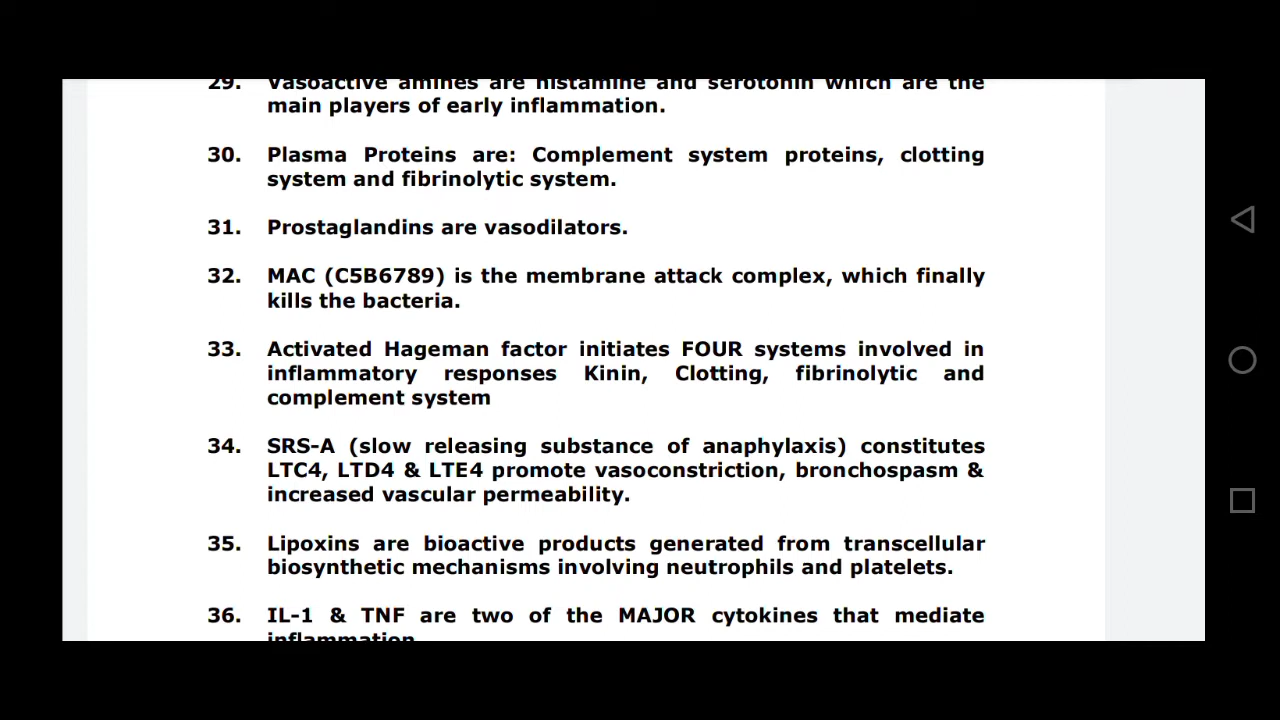 29. Vasoactive amines are histamine and serotonin which are the
main players of early inflammation.
30. Plasma Proteins are: Complement system proteins, clotting
system and fibrinolytic system.
31. Prostaglandins are vasodilators.
32. MAC (C5B6789) is the membrane attack complex, which finally
kills the bacteria.
33. Activated Hageman factor initiates FOUR systems involved in
inflammatory responses Kinin, Clotting, fibrinolytic and
complement system
34. SRS-A (slow releasing substance of anaphylaxis) constitutes
LTC4, LTD4 & LTE4 promote vasoconstriction, bronchospasm &
increased vascular permeability.
35. Lipoxins are bioactive products generated from transcellular
biosynthetic mechanisms involving neutrophils and platelets.
36. IL-1 & TNF are two of the MAJOR cytokines that mediate
inflammation